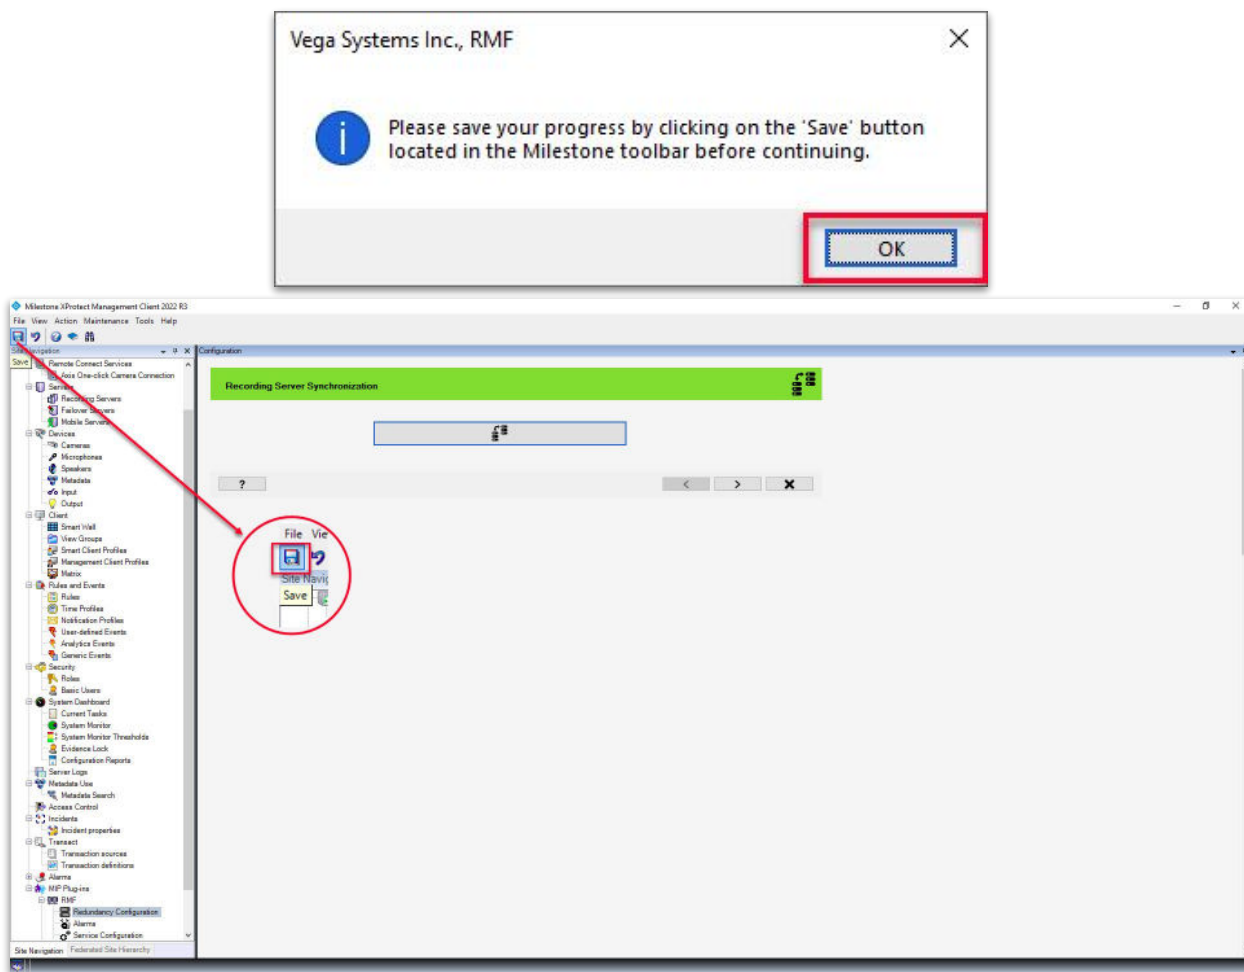 Vega Systems Inc., RMF
Please save your progress by clicking on the 'Save' button
located in the Milestone toolbar before continuing.
OK
Milestone XProtect Management Client 2022 R3
File View Action Maintenance Tools Help
Configuration
Save
Remote Connect Services
Axis One-click Camera Connection
Servers
Recording Servers
Failover Servers
Mobile Servers
Devices
Cameras
Microphones
Speakers
Metadata
Input
Output
Client
Smart Wall
View Groups
Smart Client Profiles
Management Client Profiles
Matrix
Rules and Events
Rules
Time Profiles
Notification Profiles
User-defined Events
Analytics Events
Generic Events
Security
Roles
Basic Users
System Dashboard
Current Tasks
System Monitor
System Monitor Thresholds
Evidence Lock
Configuration Reports
Server Logs
Metadata Use
Metadata Search
Access Control
Incidents
Incident properties
Transact
Transaction sources
Transaction definitions
Alarms
MIP Plug-ins
RMF
Redundancy Configuration
Alarms
Service Configuration
Site Navigation Federated Site Hierarchy
Recording Server Synchronization
? < >
File Vie
Site Navig
Save